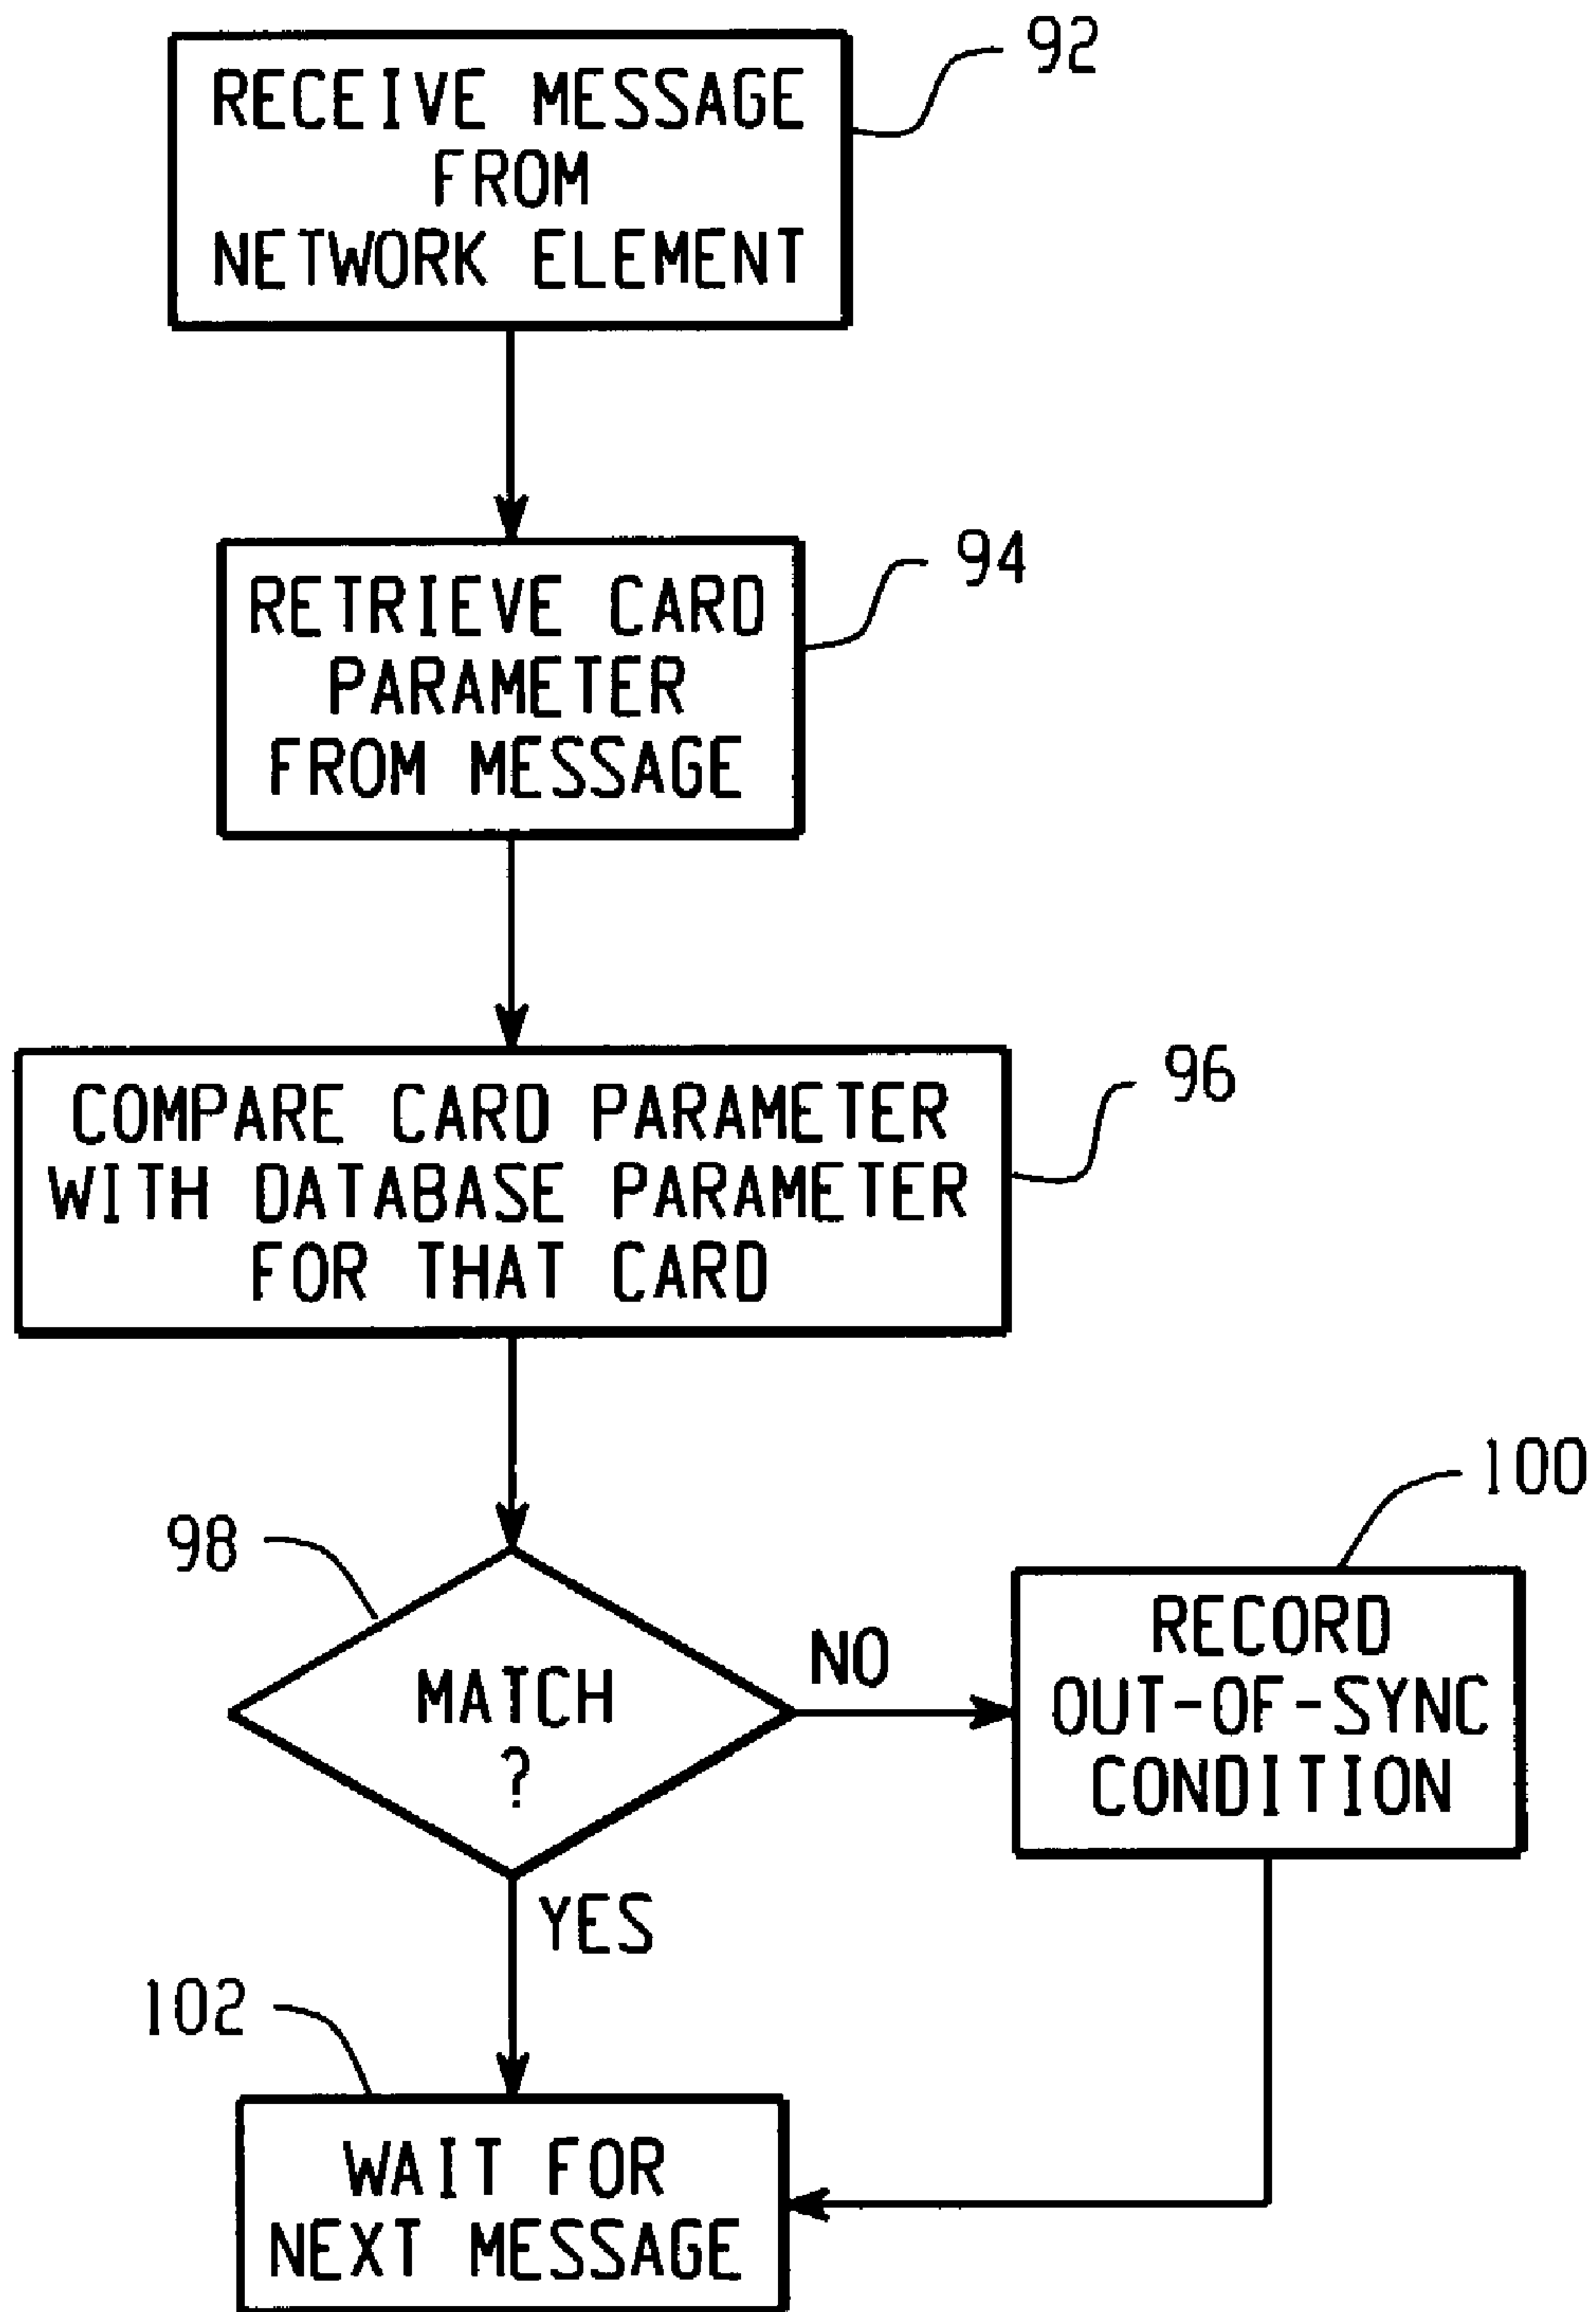 92
RECEIVE MESSAGE
FROM
NETWORK ELEMENT
94
RETRIEVE CARD
PARAMETER
FROM MESSAGE
96
COMPARE CARD PARAMETER
WITH DATABASE PARAMETER
FOR THAT CARD
98
MATCH
?
NO
100
RECORD
OUT-OF-SYNC
CONDITION
YES
102
WAIT FOR
NEXT MESSAGE